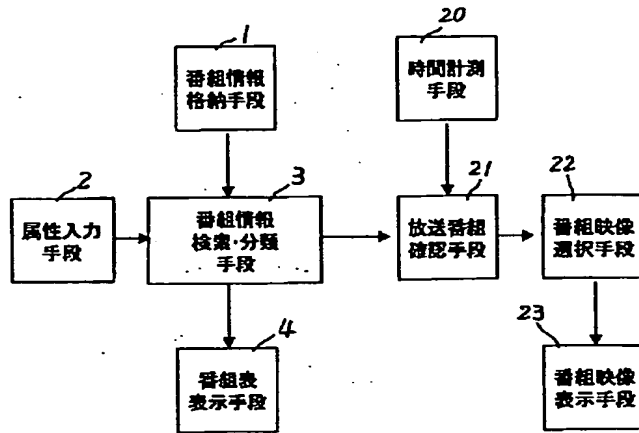 1
番組情報
格納手段
20
時間計測
手段
2
属性入力
手段
3
番組情報
検索・分類
手段
21
放送番組
確認手段
22
番組映像
選択手段
4
番組表
表示手段
23
番組映像
表示手段